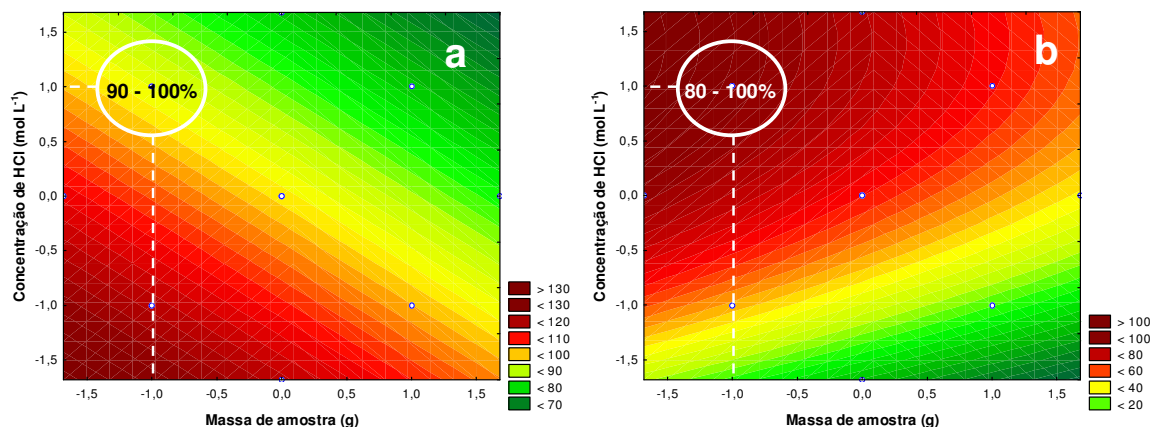 a
90 - 100%
Concentração de HCl (mol L⁻¹)
1,5
1,0
0,5
0,0
-0,5
-1,0
-1,5
-1,5 -1,0 -0,5 0,0 0,5 1,0 1,5
Massa de amostra (g)
> 130
< 130
< 120
< 110
< 100
< 90
< 80
< 70
b
80 - 100%
Concentração de HCl (mol L⁻¹)
1,5
1,0
0,5
0,0
-0,5
-1,0
-1,5
-1,5 -1,0 -0,5 0,0 0,5 1,0 1,5
Massa de amostra (g)
> 100
< 100
< 80
< 60
< 40
< 20